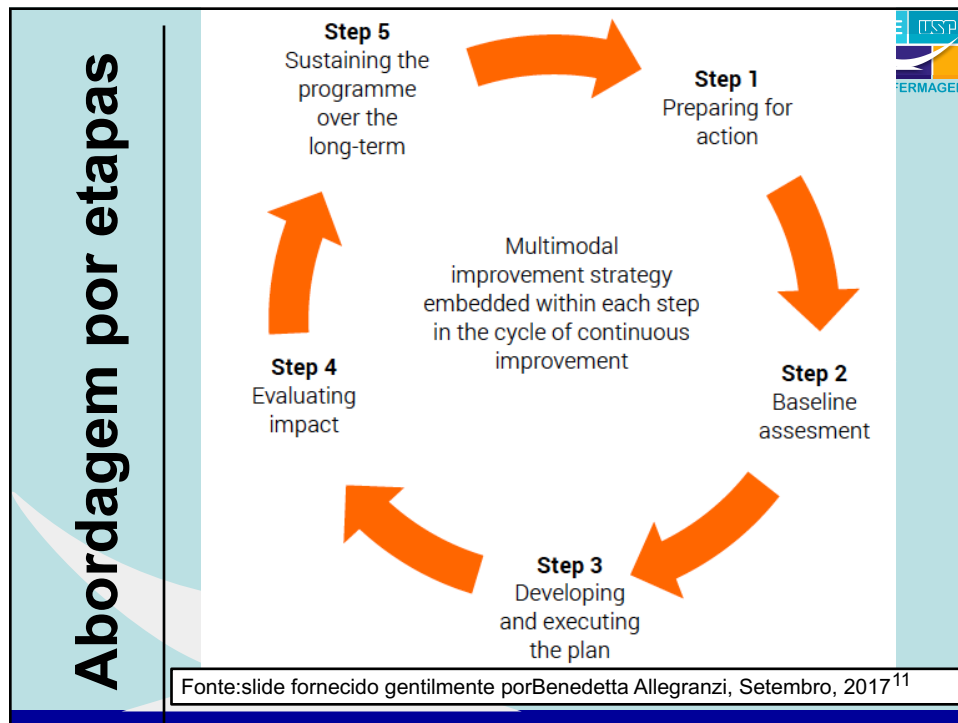 Abordagem por etapas
Step 5
Sustaining the
programme
over the
long-term
Step 1
Preparing for
action
Multimodal
improvement strategy
embedded within each step
in the cycle of continuous
improvement
Step 2
Baseline
assesment
Step 3
Developing
and executing
the plan
Step 4
Evaluating
impact
Fonte:slide fornecido gentilmente porBenedetta Allegranzi, Setembro, 2017
11
E USP
FERMAGE